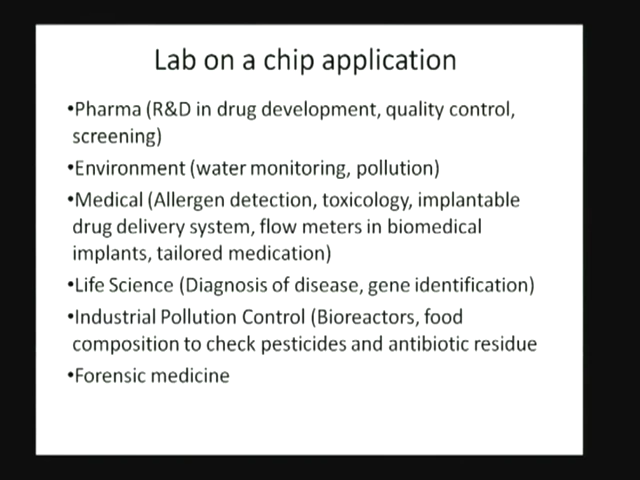 Lab on a chip application
•Pharma (R&D in drug development, quality control,
screening)
•Environment (water monitoring, pollution)
•Medical (Allergen detection, toxicology, implantable
drug delivery system, flow meters in biomedical
implants, tailored medication)
•Life Science (Diagnosis of disease, gene identification)
•Industrial Pollution Control (Bioreactors, food
composition to check pesticides and antibiotic residue
•Forensic medicine